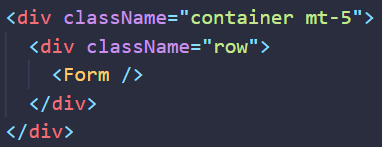 <div className="container mt-5">
  <div className="row">
    <Form />
  </div>
</div>